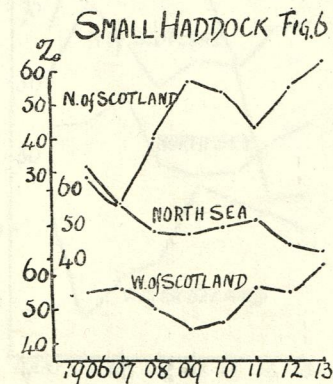 SMALL HADDOCK FIG.6
%
60
50
N. of SCOTLAND
40
30
60
50
NORTH SEA
40
60
W. of SCOTLAND
50
40
1906 07 08 09 10 11 12 13